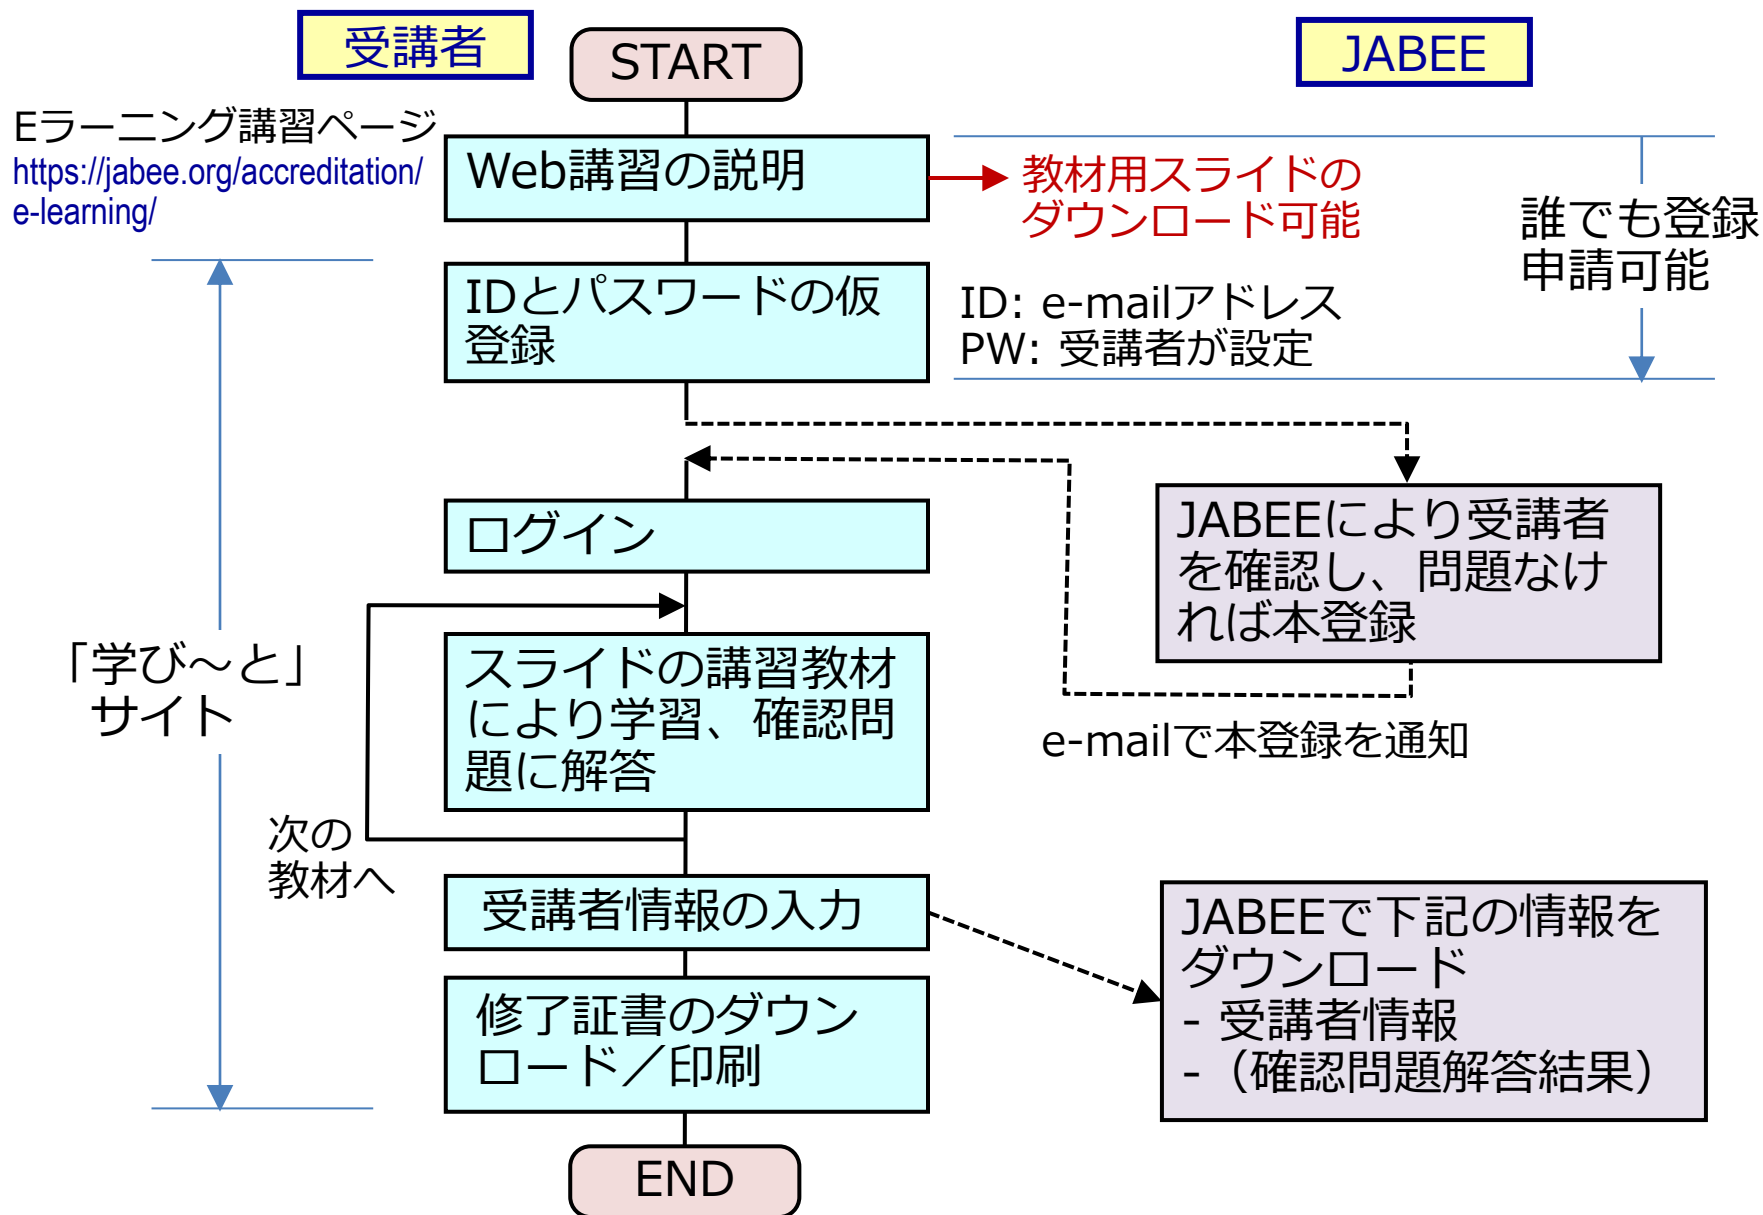 受講者
START
JABEE
Eラーニング講習ページ
https://jabee.org/accreditation/
e-learning/
Web講習の説明
教材用スライドの
ダウンロード可能
誰でも登録
申請可能
IDとパスワードの仮
登録
ID: e-mailアドレス
PW: 受講者が設定
ログイン
JABEEにより受講者
を確認し、問題なけ
れば本登録
「学び～と」
サイト
スライドの講習教材
により学習、確認問
題に解答
e-mailで本登録を通知
次の
教材へ
受講者情報の入力
JABEEで下記の情報を
ダウンロード
- 受講者情報
-（確認問題解答結果）
修了証書のダウン
ロード／印刷
END